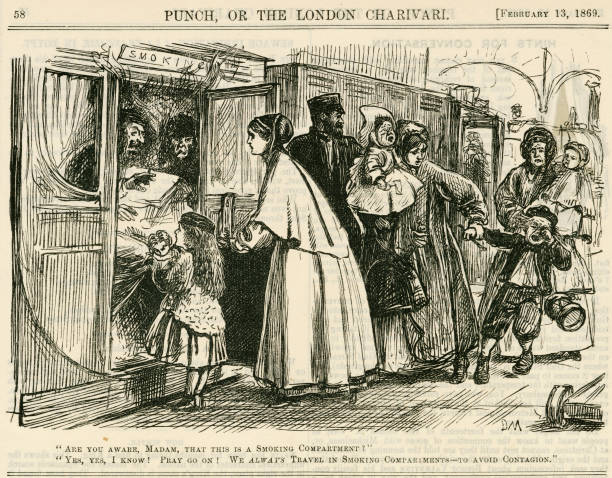 58
PUNCH, OR THE LONDON CHARIVARI.
[FEBRUARY 13, 1869.
SMOKING
DM
"ARE YOU AWARE, MADAM, THAT THIS IS A SMOKING COMPARTMENT?"
"YES, YES, I KNOW! PRAY GO ON! WE ALWAYS TRAVEL IN SMOKING COMPARTMENTS—TO AVOID CONTAGION."